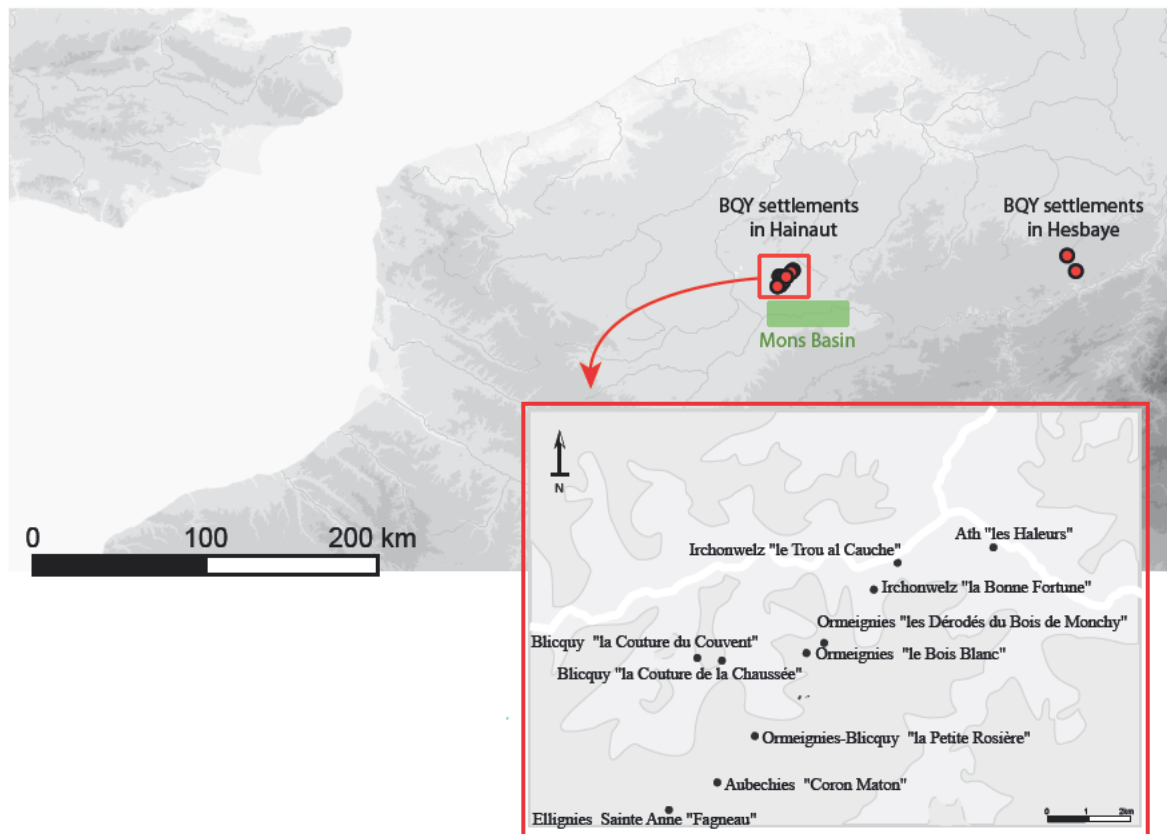 BQY settlements
in Hainaut
BQY settlements
in Hesbaye
Mons Basin
0 100 200 km
N
Ath "les Haleurs"
Irchonwelz "le Trou al Cauche"
Irchonwelz "la Bonne Fortune"
Ormeignies "les Dérodés du Bois de Monchy"
Blicquy "la Couture du Couvent"
Ormeignies "le Bois Blanc"
Blicquy "la Couture de la Chaussée"
Ormeignies-Blicquy "la Petite Rosière"
Aubechies "Coron Maton"
Ellignies Sainte Anne "Fagneau"
0 1 2km